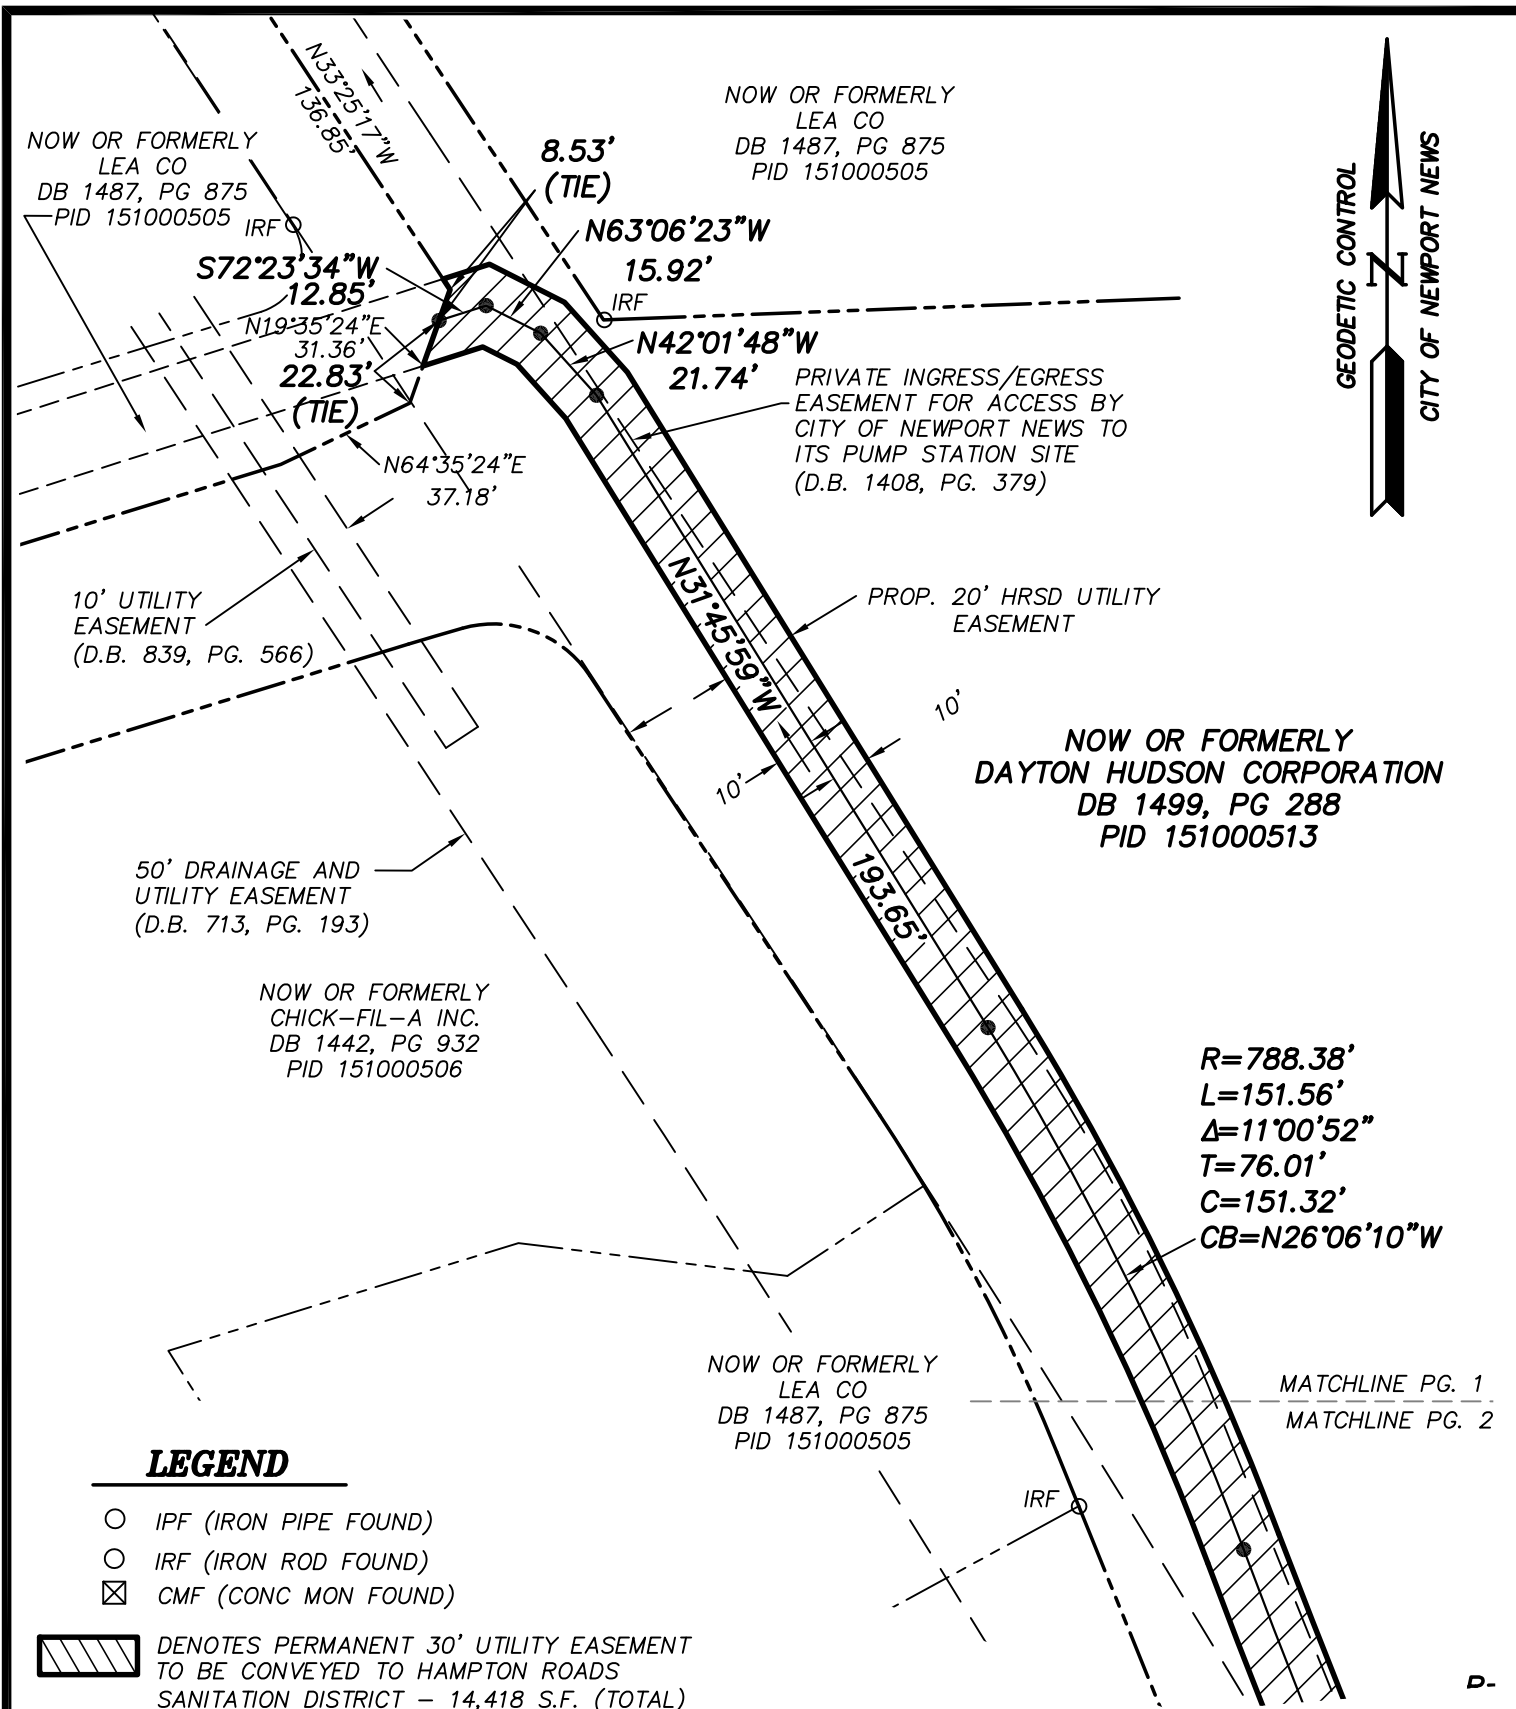 N33°25'17"W
136.85'
NOW OR FORMERLY
LEA CO
DB 1487, PG 875
PID 151000505
NOW OR FORMERLY
LEA CO
DB 1487, PG 875
PID 151000505
IRF
8.53'
(TIE)
N63°06'23"W
15.92'
S72°23'34"W
12.85'
N19°35'24"E
31.36'
22.83'
(TIE)
IRF
N42°01'48"W
21.74'
N64°35'24"E
37.18'
PRIVATE INGRESS/EGRESS
EASEMENT FOR ACCESS BY
CITY OF NEWPORT NEWS TO
ITS PUMP STATION SITE
(D.B. 1408, PG. 379)
GEODETIC CONTROL
N
CITY OF NEWPORT NEWS
10' UTILITY
EASEMENT
(D.B. 839, PG. 566)
N31°45'59"W
193.65'
PROP. 20' HRSD UTILITY
EASEMENT
10'
10'
NOW OR FORMERLY
DAYTON HUDSON CORPORATION
DB 1499, PG 288
PID 151000513
50' DRAINAGE AND
UTILITY EASEMENT
(D.B. 713, PG. 193)
NOW OR FORMERLY
CHICK-FIL-A INC.
DB 1442, PG 932
PID 151000506
R=788.38'
L=151.56'
Δ=11°00'52"
T=76.01'
C=151.32'
CB=N26°06'10"W
NOW OR FORMERLY
LEA CO
DB 1487, PG 875
PID 151000505
MATCHLINE PG. 1
MATCHLINE PG. 2
IRF
LEGEND
IPF (IRON PIPE FOUND)
IRF (IRON ROD FOUND)
CMF (CONC MON FOUND)
DENOTES PERMANENT 30' UTILITY EASEMENT
TO BE CONVEYED TO HAMPTON ROADS
SANITATION DISTRICT – 14,418 S.F. (TOTAL)